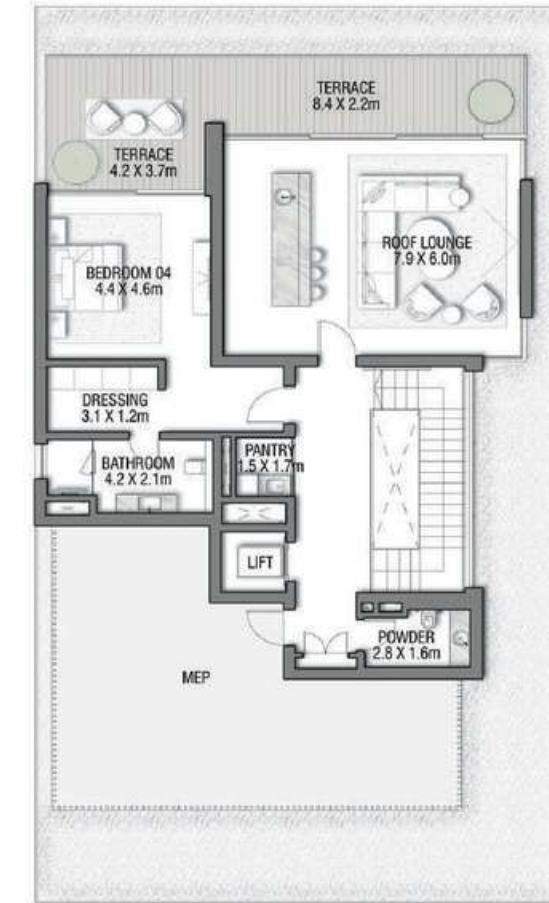 TERRACE
8.4 X 2.2m
TERRACE
4.2 X 3.7m
ROOF LOUNGE
7.9 X 6.0m
BEDROOM 04
4.4 X 4.6m
DRESSING
3.1 X 1.2m
BATHROOM
4.2 X 2.1m
PANTRY
1.5 X 1.7m
LIFT
POWDER
2.8 X 1.6m
MEP